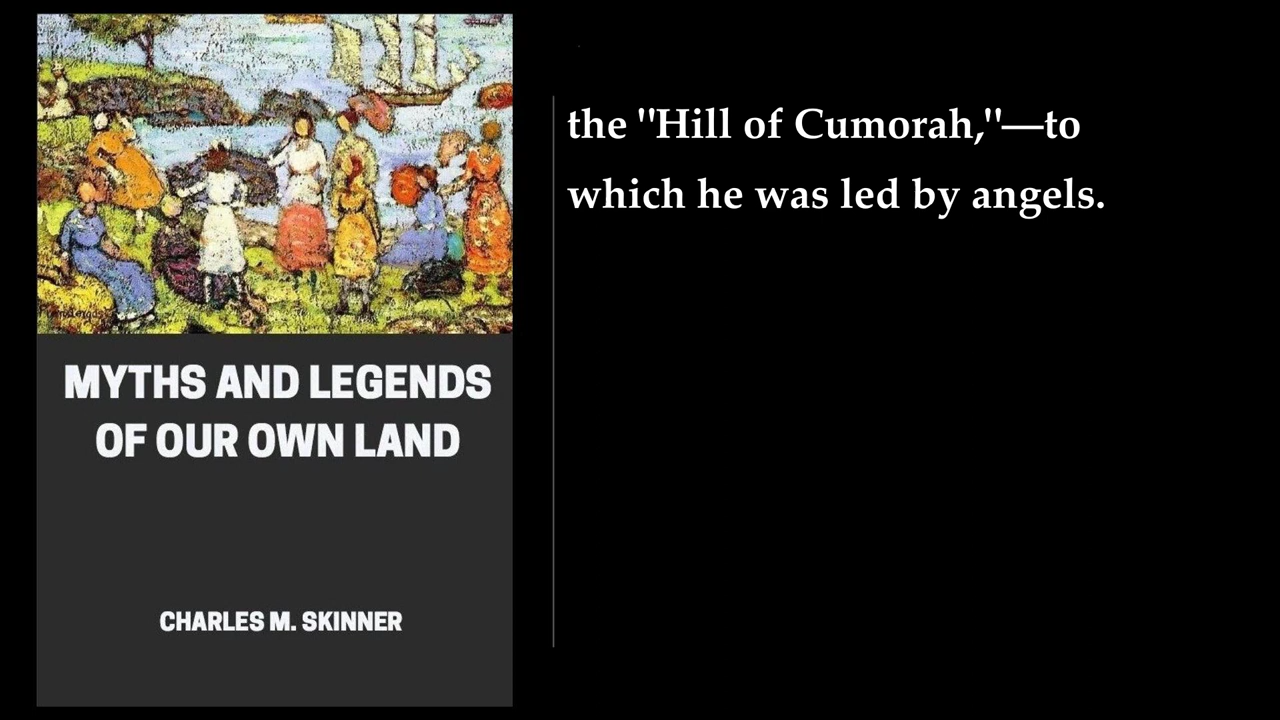 the "Hill of Cumorah,"—to
which he was led by angels.
MYTHS AND LEGENDS
OF OUR OWN LAND
CHARLES M. SKINNER